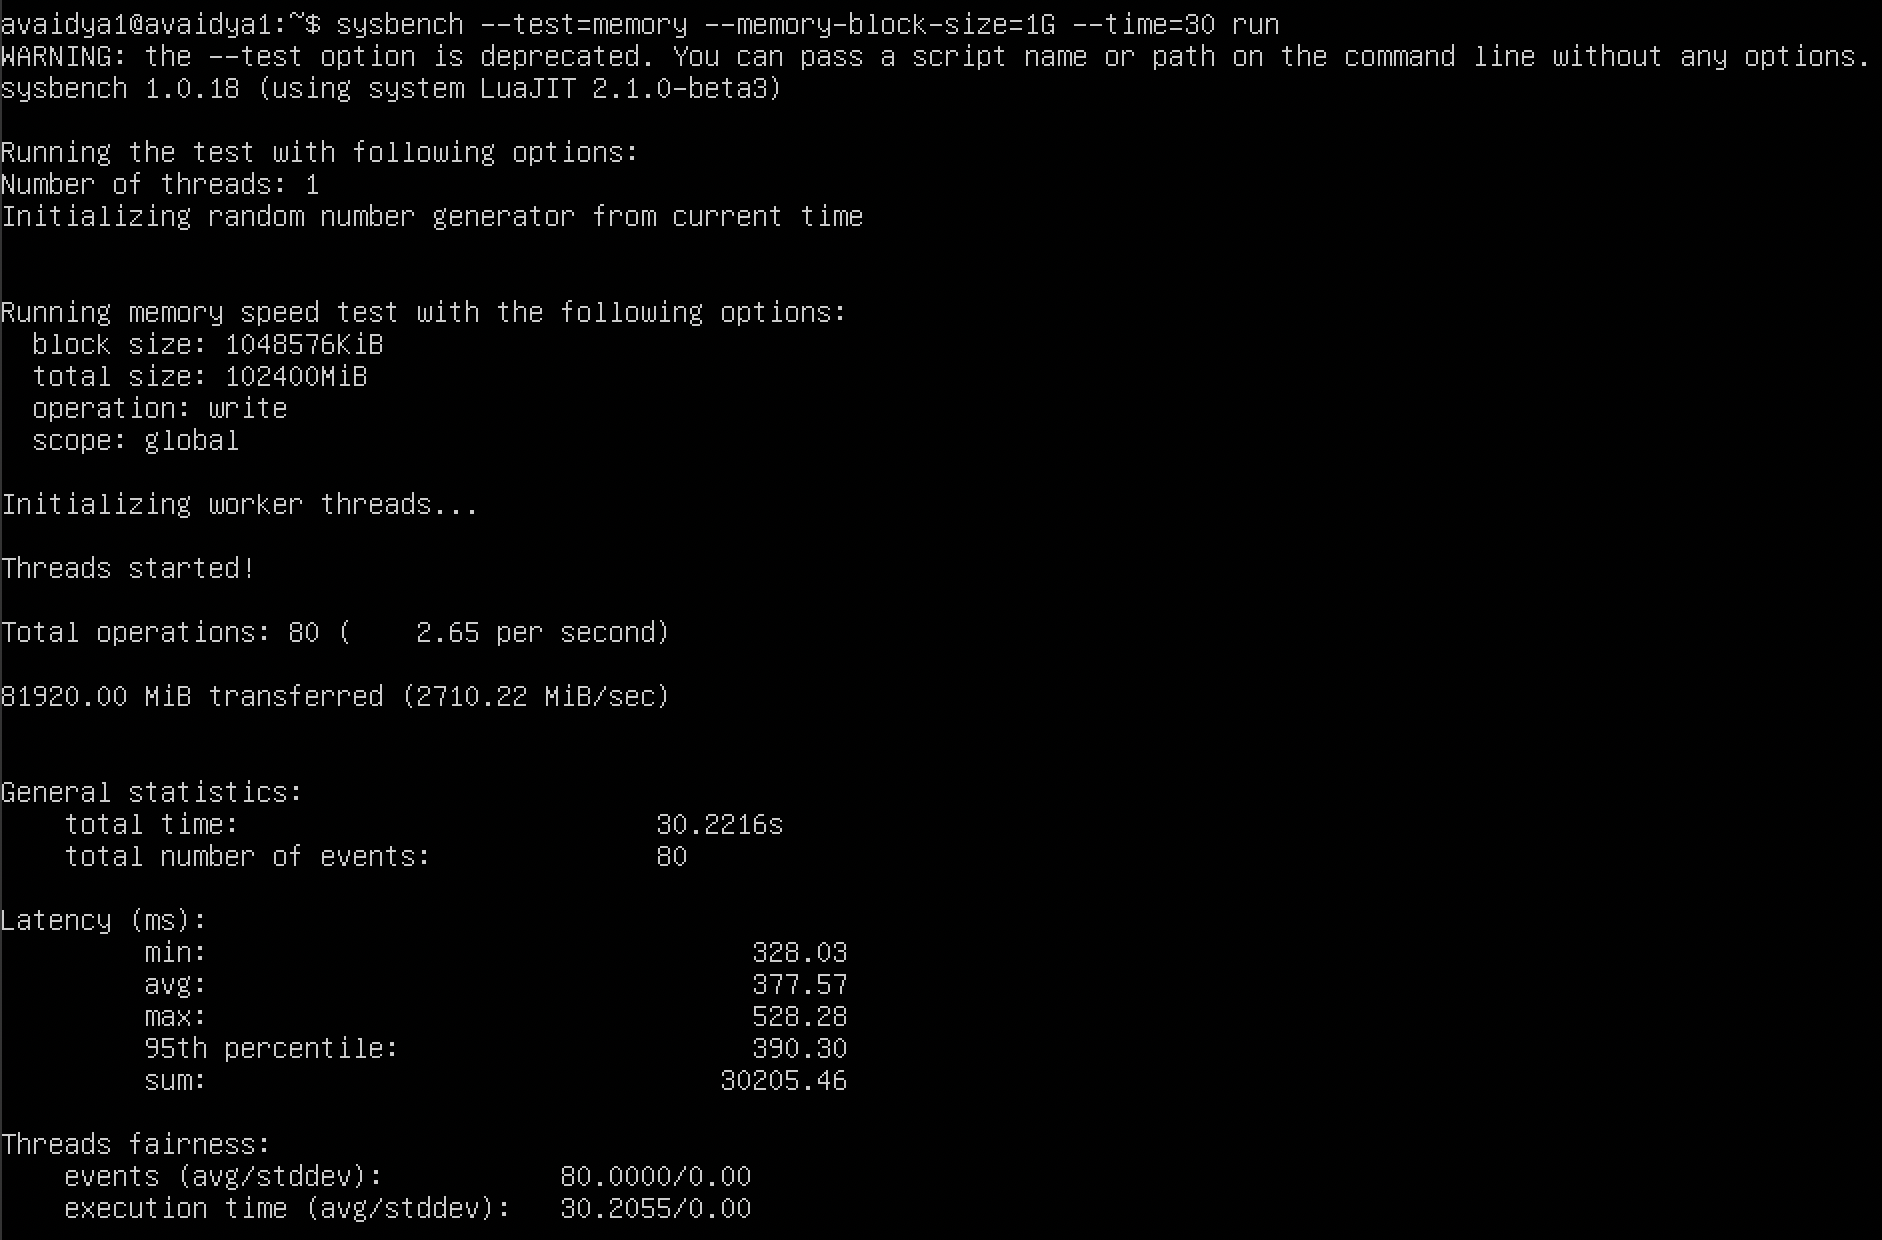 avaidya1@avaidya1:~$ sysbench --test=memory --memory-block-size=1G --time=30 run
WARNING: the --test option is deprecated. You can pass a script name or path on the command line without any options.
sysbench 1.0.18 (using system LuaJIT 2.1.0-beta3)
Running the test with following options:
Number of threads: 1
Initializing random number generator from current time
Running memory speed test with the following options:
block size: 1048576KiB
total size: 102400MiB
operation: write
scope: global
Initializing worker threads...
Threads started!
Total operations: 80 (    2.65 per second)
81920.00 MiB transferred (2710.22 MiB/sec)
General statistics:
total time:                          30.2216s
total number of events:              80
Latency (ms):
min:                                  328.03
avg:                                  377.57
max:                                  528.28
95th percentile:                      390.30
sum:                                30205.46
Threads fairness:
events (avg/stddev):           80.0000/0.00
execution time (avg/stddev):   30.2055/0.00